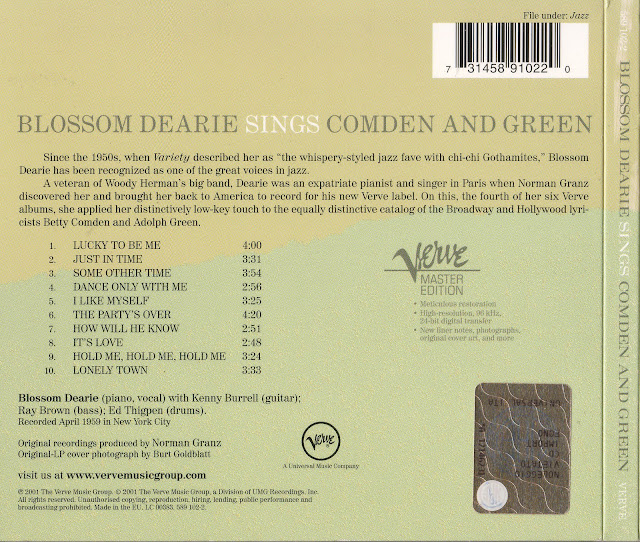 File under: Jazz
7 31458 91022 0
BLOSSOM DEARIE SINGS COMDEN AND GREEN
Since the 1950s, when Variety described her as “the whispery-styled jazz fave with chi-chi Gothamites,” Blossom
Dearie has been recognized as one of the great voices in jazz.
A veteran of Woody Herman's big band, Dearie was an expatriate pianist and singer in Paris when Norman Granz
discovered her and brought her back to America to record for his new Verve label. On this, the fourth of her six Verve
albums, she applied her distinctively low-key touch to the equally distinctive catalog of the Broadway and Hollywood lyri-
cists Betty Comden and Adolph Green.
1. LUCKY TO BE ME 4:00
2. JUST IN TIME 3:31
3. SOME OTHER TIME 3:54
4. DANCE ONLY WITH ME 2:56
5. I LIKE MYSELF 3:25
6. THE PARTY'S OVER 4:20
7. HOW WILL HE KNOW 2:51
8. IT'S LOVE 2:48
9. HOLD ME, HOLD ME, HOLD ME 3:24
10. LONELY TOWN 3:33
Verve
MASTER
EDITION
• Meticulous restoration
• High-resolution, 96 kHz,
24-bit digital transfer
• New liner notes, photographs,
original cover art, and more
Blossom Dearie (piano, vocal) with Kenny Burrell (guitar);
Ray Brown (bass); Ed Thigpen (drums).
Recorded April 1959 in New York City
Original recordings produced by Norman Granz
Original-LP cover photograph by Burt Goldblatt
Verve
A Universal Music Company
visit us at www.vervemusicgroup.com
℗ 2001 The Verve Music Group. © 2001 The Verve Music Group, a Division of UMG Recordings, Inc.
All rights reserved. Unauthorised copying, reproduction, hiring, lending, public performance and
broadcasting prohibited. Made in the EU. LC 00383. 589 102-2.
UNIVERSAL ITA
CD
IMPORT
FONO
NOLEGGIO
VIETATO
589 102-2 BLOSSOM DEARIE SINGS COMDEN AND GREEN VERVE